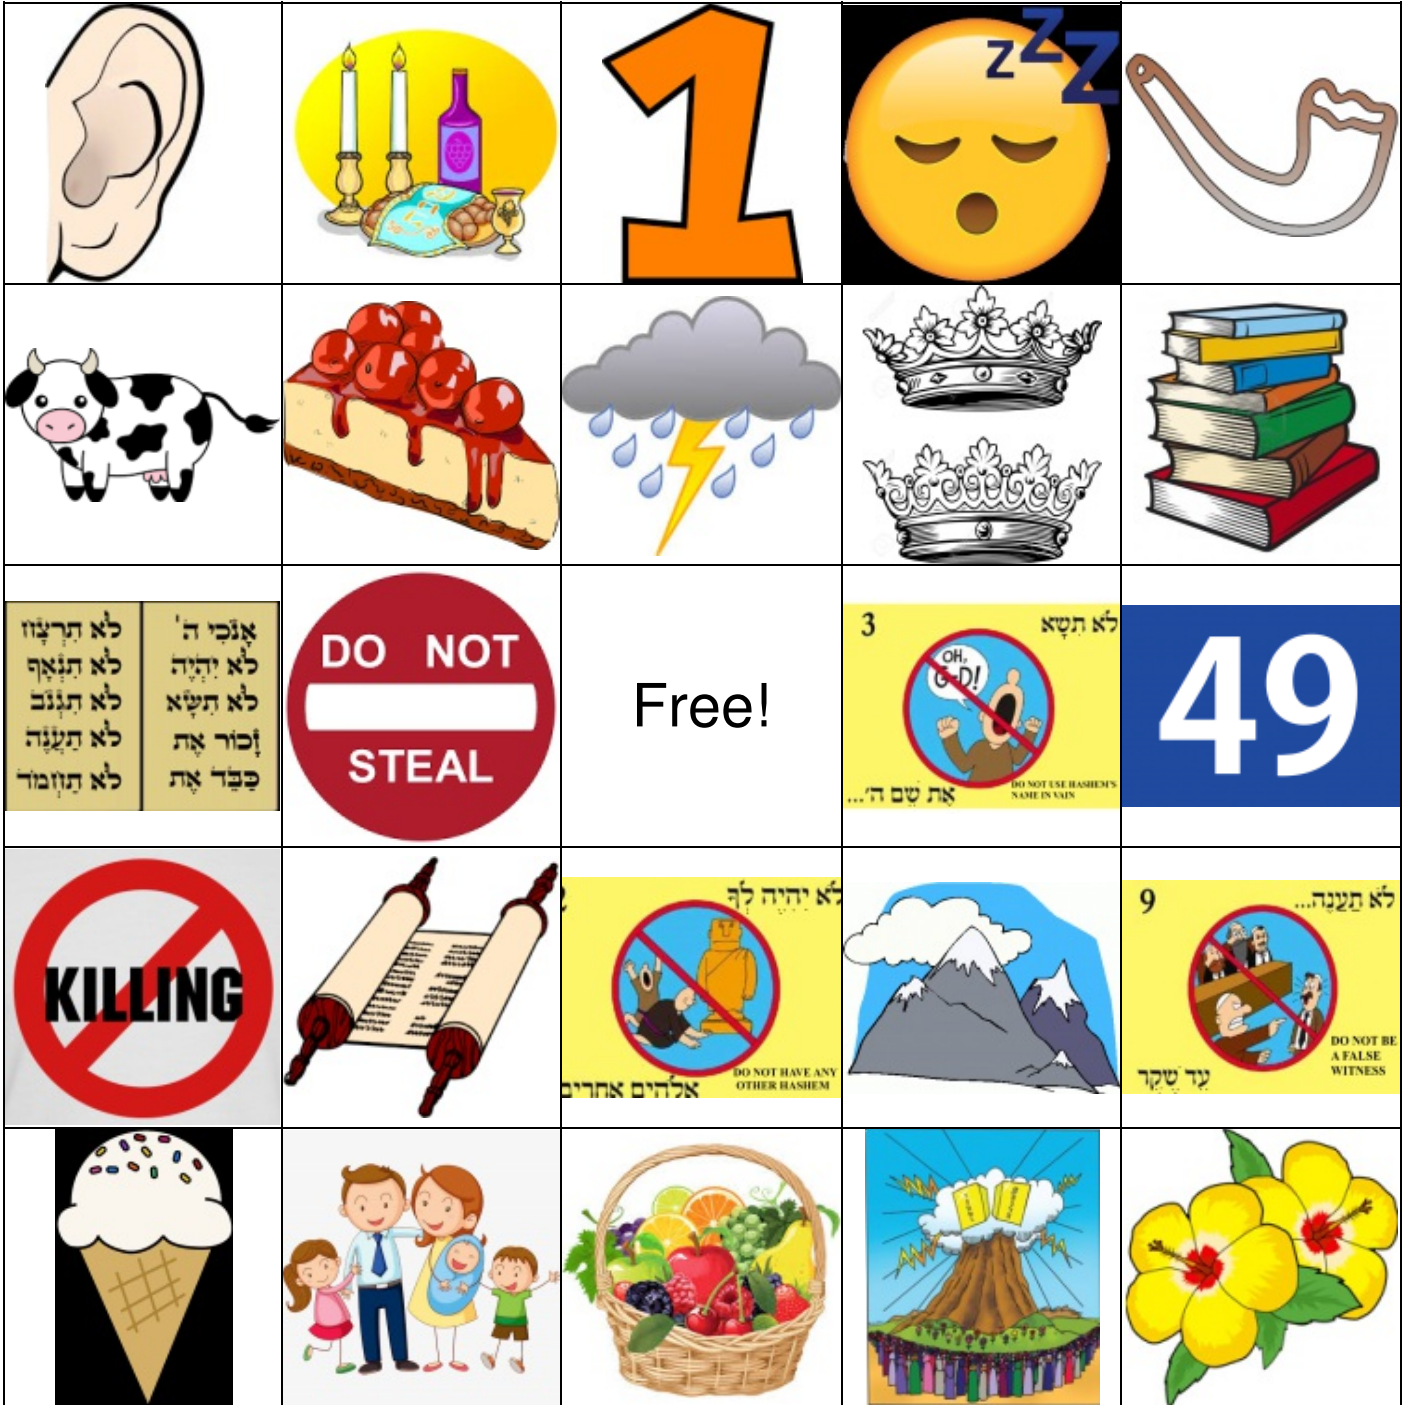 1
Z Z Z
לֹא תִרְצָח
לֹא תִנְאָף
לֹא תִגְנֹב
לֹא תַעֲנֶה
לֹא תַחְמֹד
אָנֹכִי ה'
לֹא יִהְיֶה
לֹא תִשָּׂא
זָכוֹר אֶת
כַּבֵּד אֶת
DO NOT
STEAL
Free!
3
לֹא תִשָא
OH,
G-D!
DO NOT USE HASHEM'S
NAME IN VAIN
אֶת שֵׁם ה'...
49
KILLING
לֹא יִהְיֶה לְךָ
DO NOT HAVE ANY
OTHER HASHEM
אלהים אחרים
9
לֹא תַעֲנֶה...
DO NOT BE
A FALSE
WITNESS
עֵד שֶׁקֶר